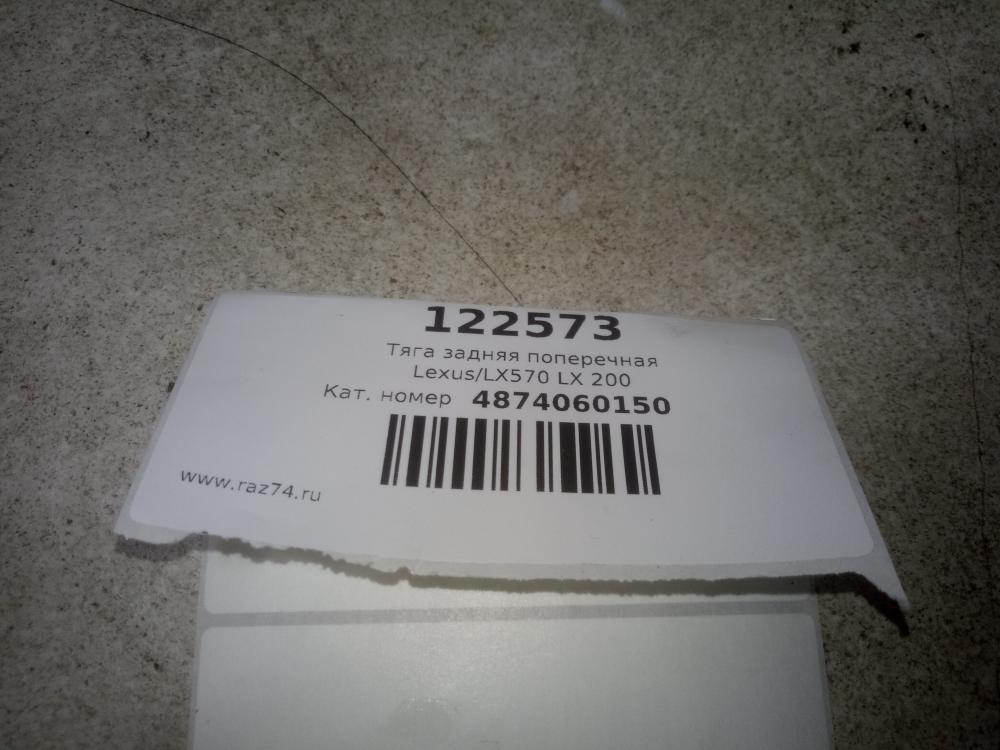 122573
Тяга задняя поперечная
Lexus/LX570 LX 200
Кат. номер 4874060150
www.raz74.ru